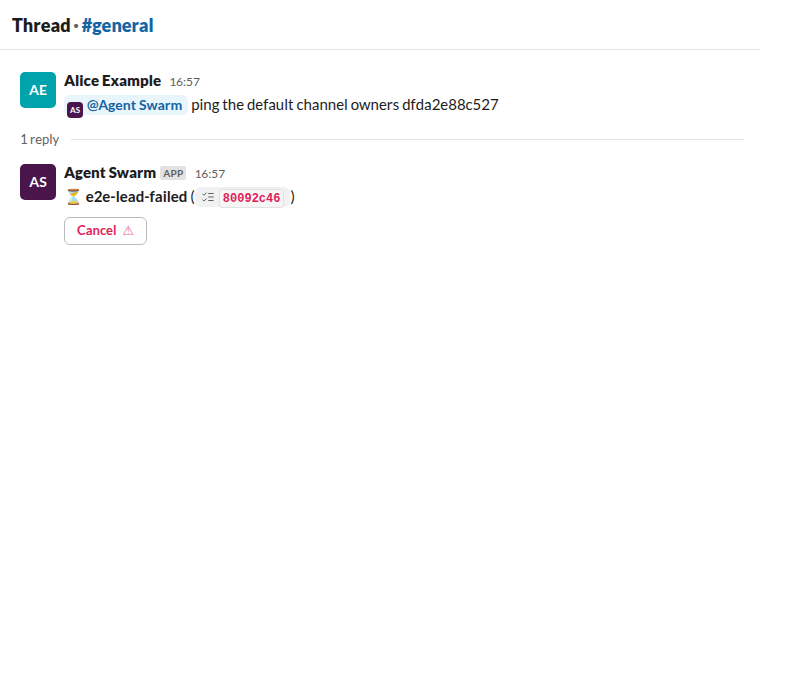 Thread • #general
AE
Alice Example 16:57
AS @Agent Swarm ping the default channel owners dfda2e88c527
1 reply
AS
Agent Swarm APP 16:57
⏳ e2e-lead-failed ( 80092c46 )
Cancel ⚠